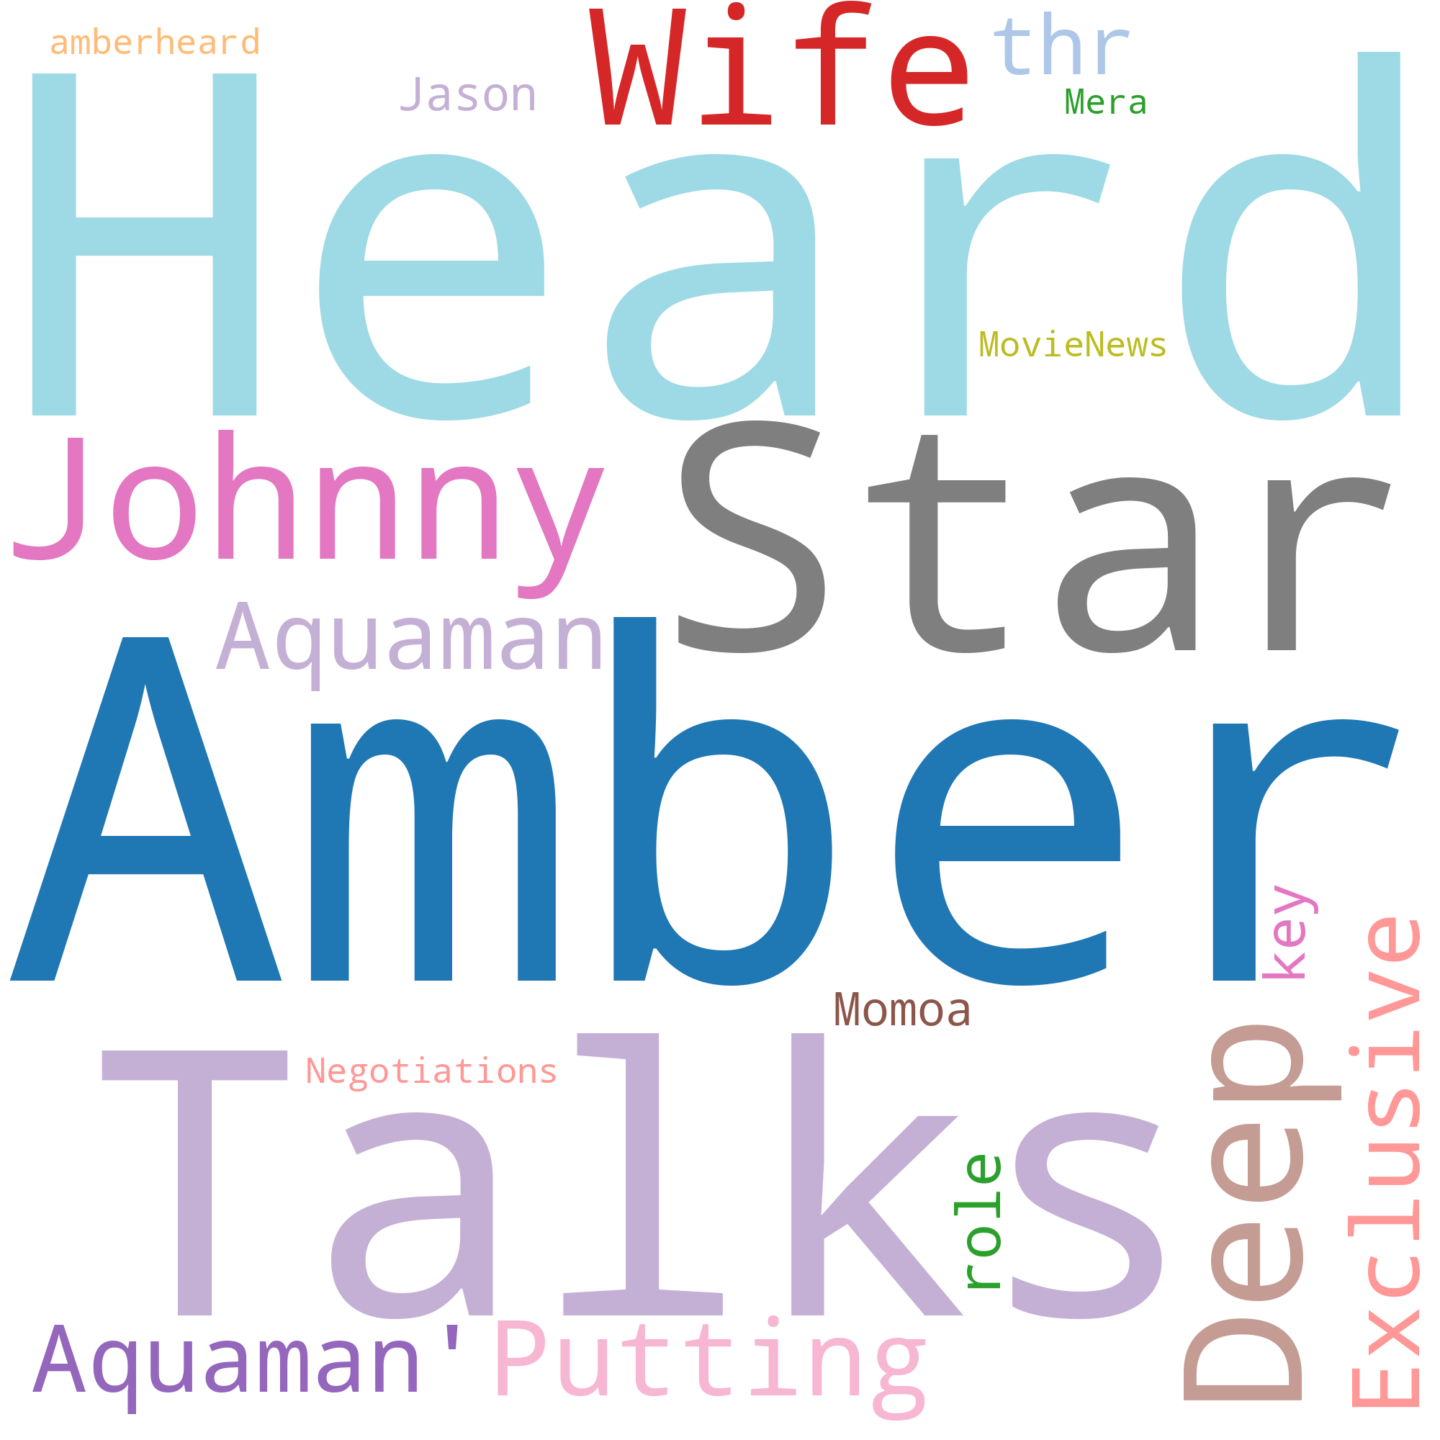 amberheard
Wife
thr
Jason
Mera
Heard
MovieNews
Johnny
Star
Aquaman
Amber
key
Momoa
Exclusive
Deep
Talks
Negotiations
role
Aquaman'
Putting